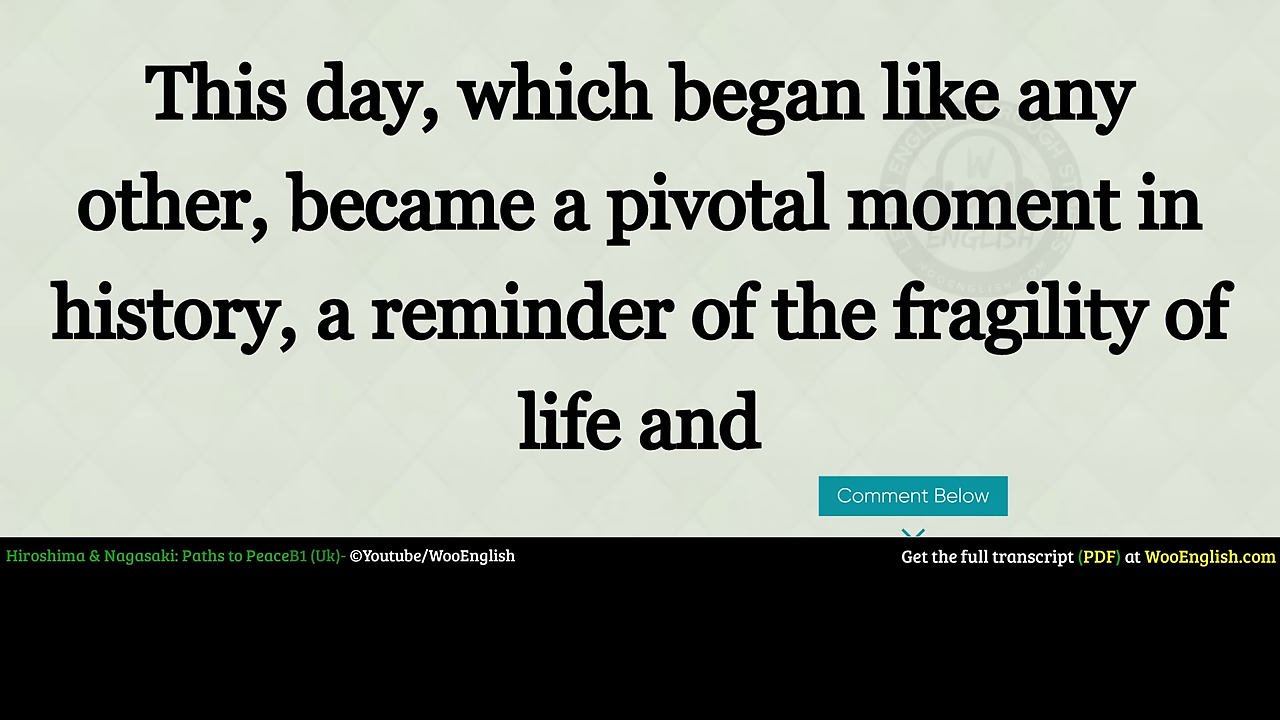 This day, which began like any
other, became a pivotal moment in
history, a reminder of the fragility of
life and
Comment Below
Hiroshima & Nagasaki: Paths to PeaceB1 (Uk)- ©Youtube/WooEnglish
Get the full transcript (PDF) at WooEnglish.com